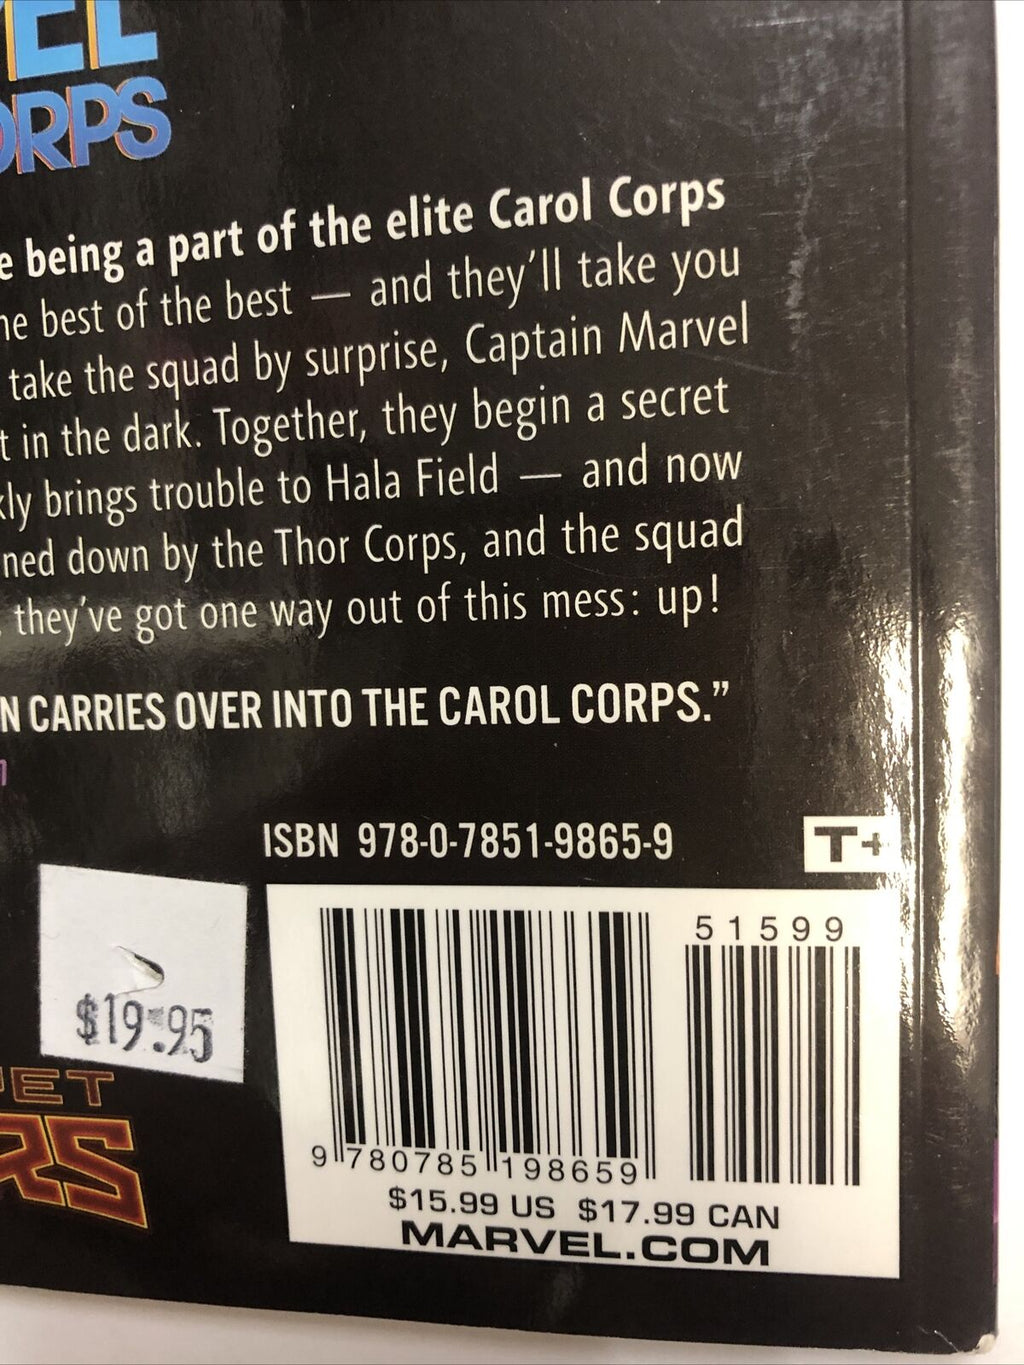 EL
ORPS
e being a part of the elite Carol Corps
he best of the best — and they'll take you
take the squad by surprise, Captain Marvel
t in the dark. Together, they begin a secret
kly brings trouble to Hala Field — and now
ned down by the Thor Corps, and the squad
, they've got one way out of this mess: up!
N CARRIES OVER INTO THE CAROL CORPS.”
ISBN 978-0-7851-9865-9
T+
51599
$19.95
ET
RS
9 780785 198659
$15.99 US $17.99 CAN
MARVEL.COM